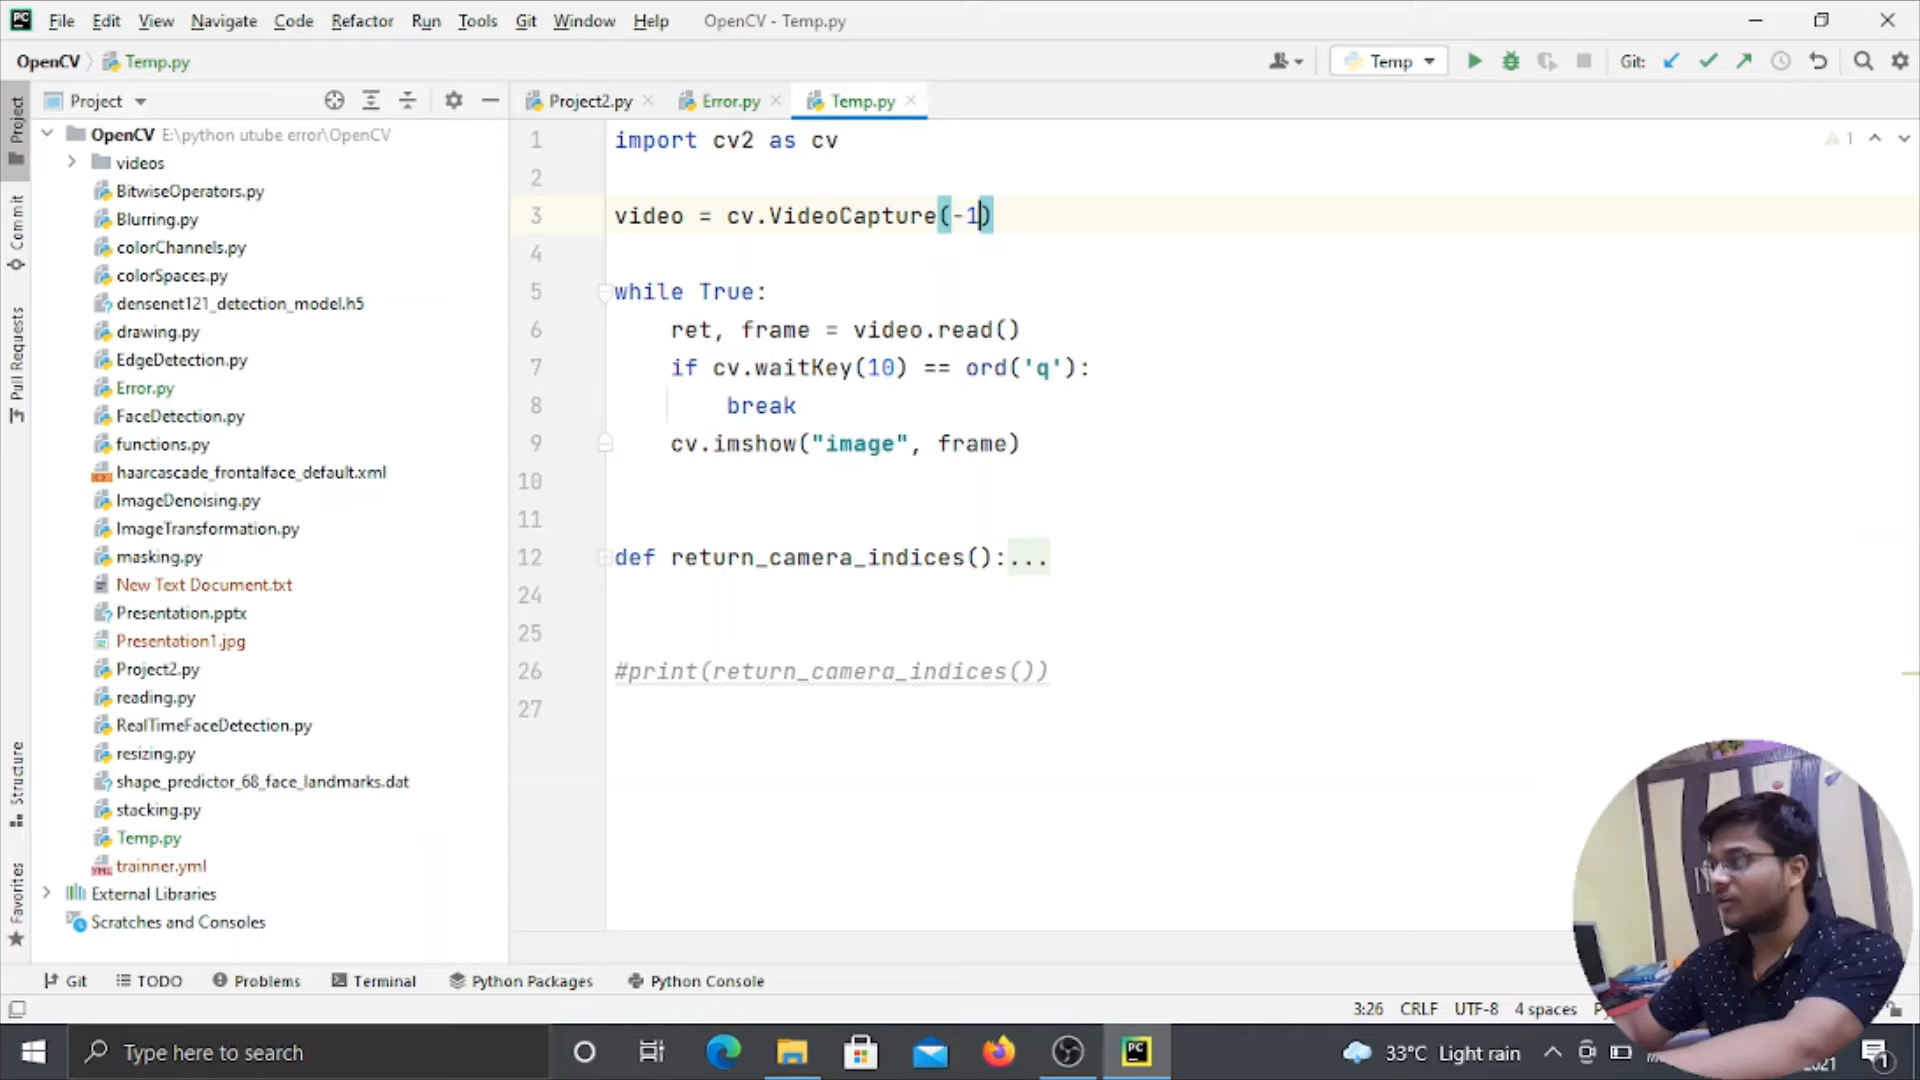 PC File Edit View Navigate Code Refactor Run Tools Git Window Help OpenCV - Temp.py
OpenCV Temp.py Temp Git:
Project Project2.py Error.py Temp.py
Project
Commit
Pull Requests
Structure
Favorites
OpenCV E:\python utube error\OpenCV
videos
BitwiseOperators.py
Blurring.py
colorChannels.py
colorSpaces.py
densenet121_detection_model.h5
drawing.py
EdgeDetection.py
Error.py
FaceDetection.py
functions.py
haarcascade_frontalface_default.xml
ImageDenoising.py
ImageTransformation.py
masking.py
New Text Document.txt
Presentation.pptx
Presentation1.jpg
Project2.py
reading.py
RealTimeFaceDetection.py
resizing.py
shape_predictor_68_face_landmarks.dat
stacking.py
Temp.py
trainner.yml
External Libraries
Scratches and Consoles
1 import cv2 as cv
2
3 video = cv.VideoCapture(-1)
4
5 while True:
6 ret, frame = video.read()
7 if cv.waitKey(10) == ord('q'):
8 break
9 cv.imshow("image", frame)
10
11
12 def return_camera_indices():...
24
25
26 #print(return_camera_indices())
27
1
Git TODO Problems Terminal Python Packages Python Console
3:26 CRLF UTF-8 4 spaces
Type here to search PC 33°C Light rain 1